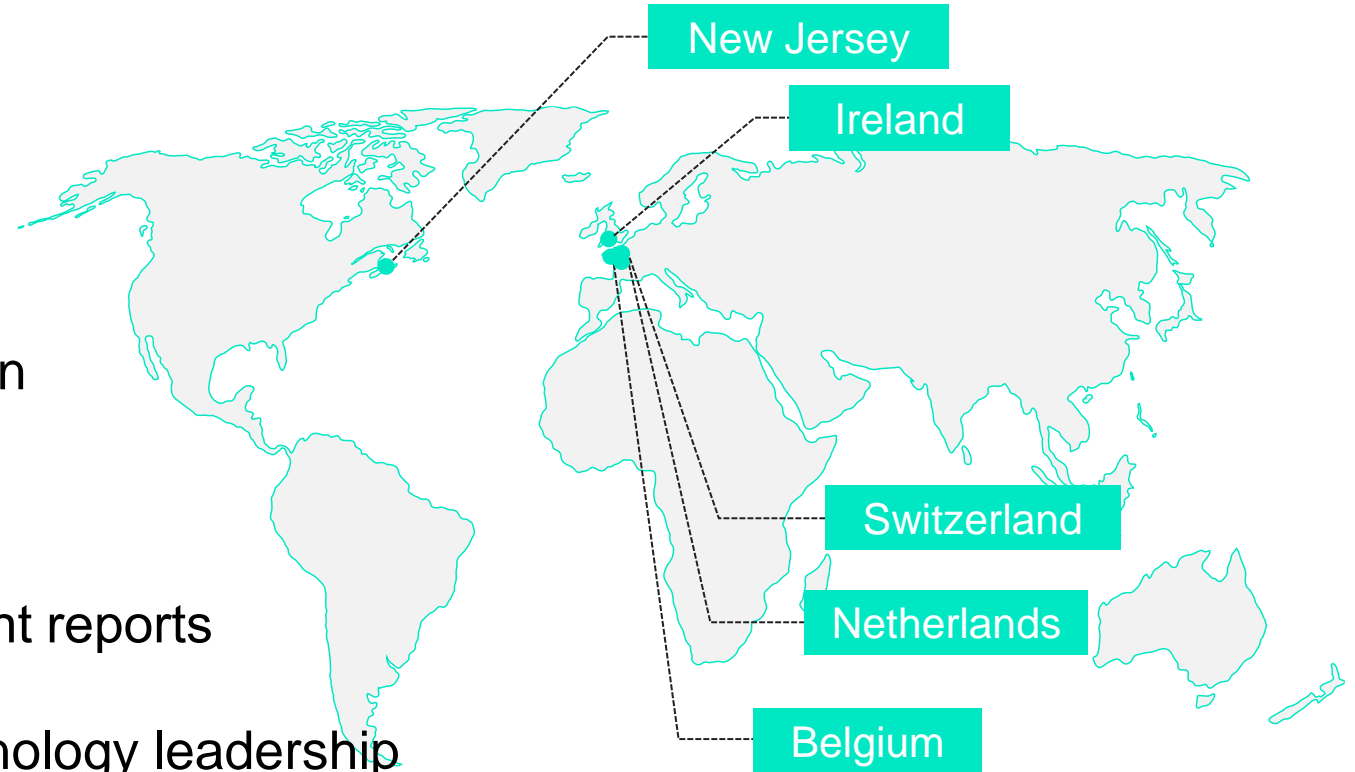 New Jersey
Ireland
n
Switzerland
nt reports
Netherlands
nology leadership
Belgium